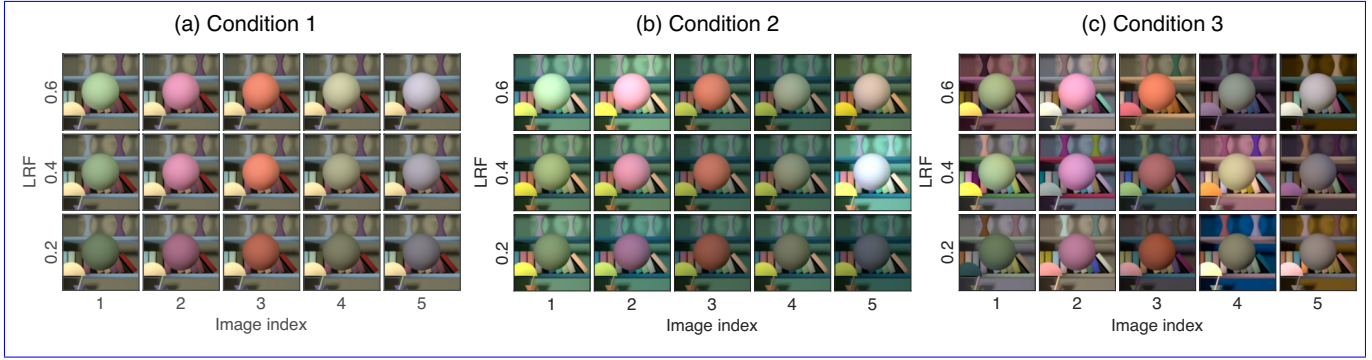 (a) Condition 1
(b) Condition 2
(c) Condition 3
LRF
0.6
0.4
0.2
1 2 3 4 5
Image index
LRF
0.6
0.4
0.2
1 2 3 4 5
Image index
LRF
0.6
0.4
0.2
1 2 3 4 5
Image index